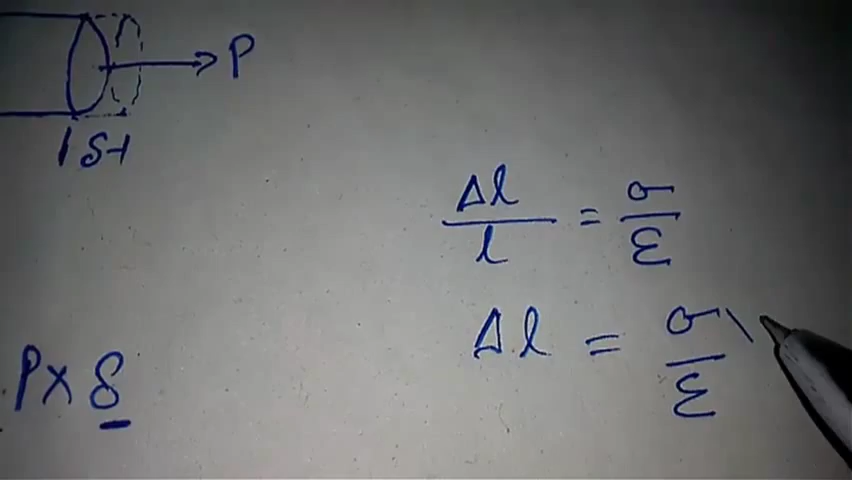 P
δ
Δl/l = σ/E
Δl = σ/E
P x δ